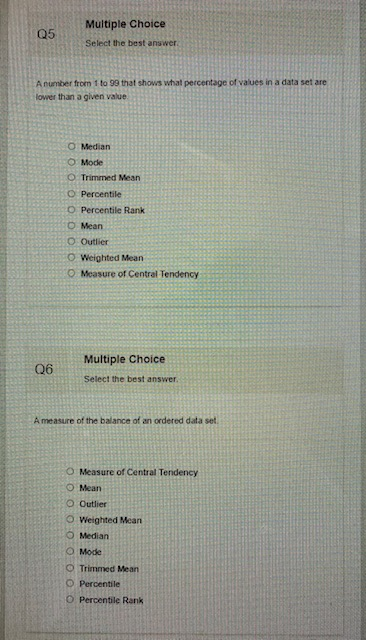 Q5
Multiple Choice
Select the best answer.
A number from 1 to 99 that shows what percentage of values in a data set are
lower than a given value.
Median
Mode
Trimmed Mean
Percentile
Percentile Rank
Mean
Outlier
Weighted Mean
Measure of Central Tendency
Q6
Multiple Choice
Select the best answer.
A measure of the balance of an ordered data set.
Measure of Central Tendency
Mean
Outlier
Weighted Mean
Median
Mode
Trimmed Mean
Percentile
Percentile Rank